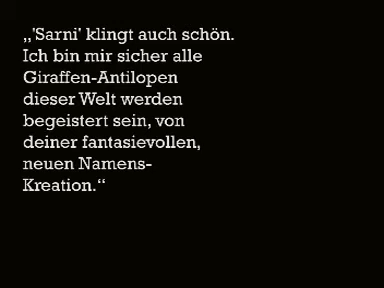 „'Sarni' klingt auch schön.
Ich bin mir sicher alle
Giraffen-Antilopen
dieser Welt werden
begeistert sein, von
deiner fantasievollen,
neuen Namens-
Kreation.“